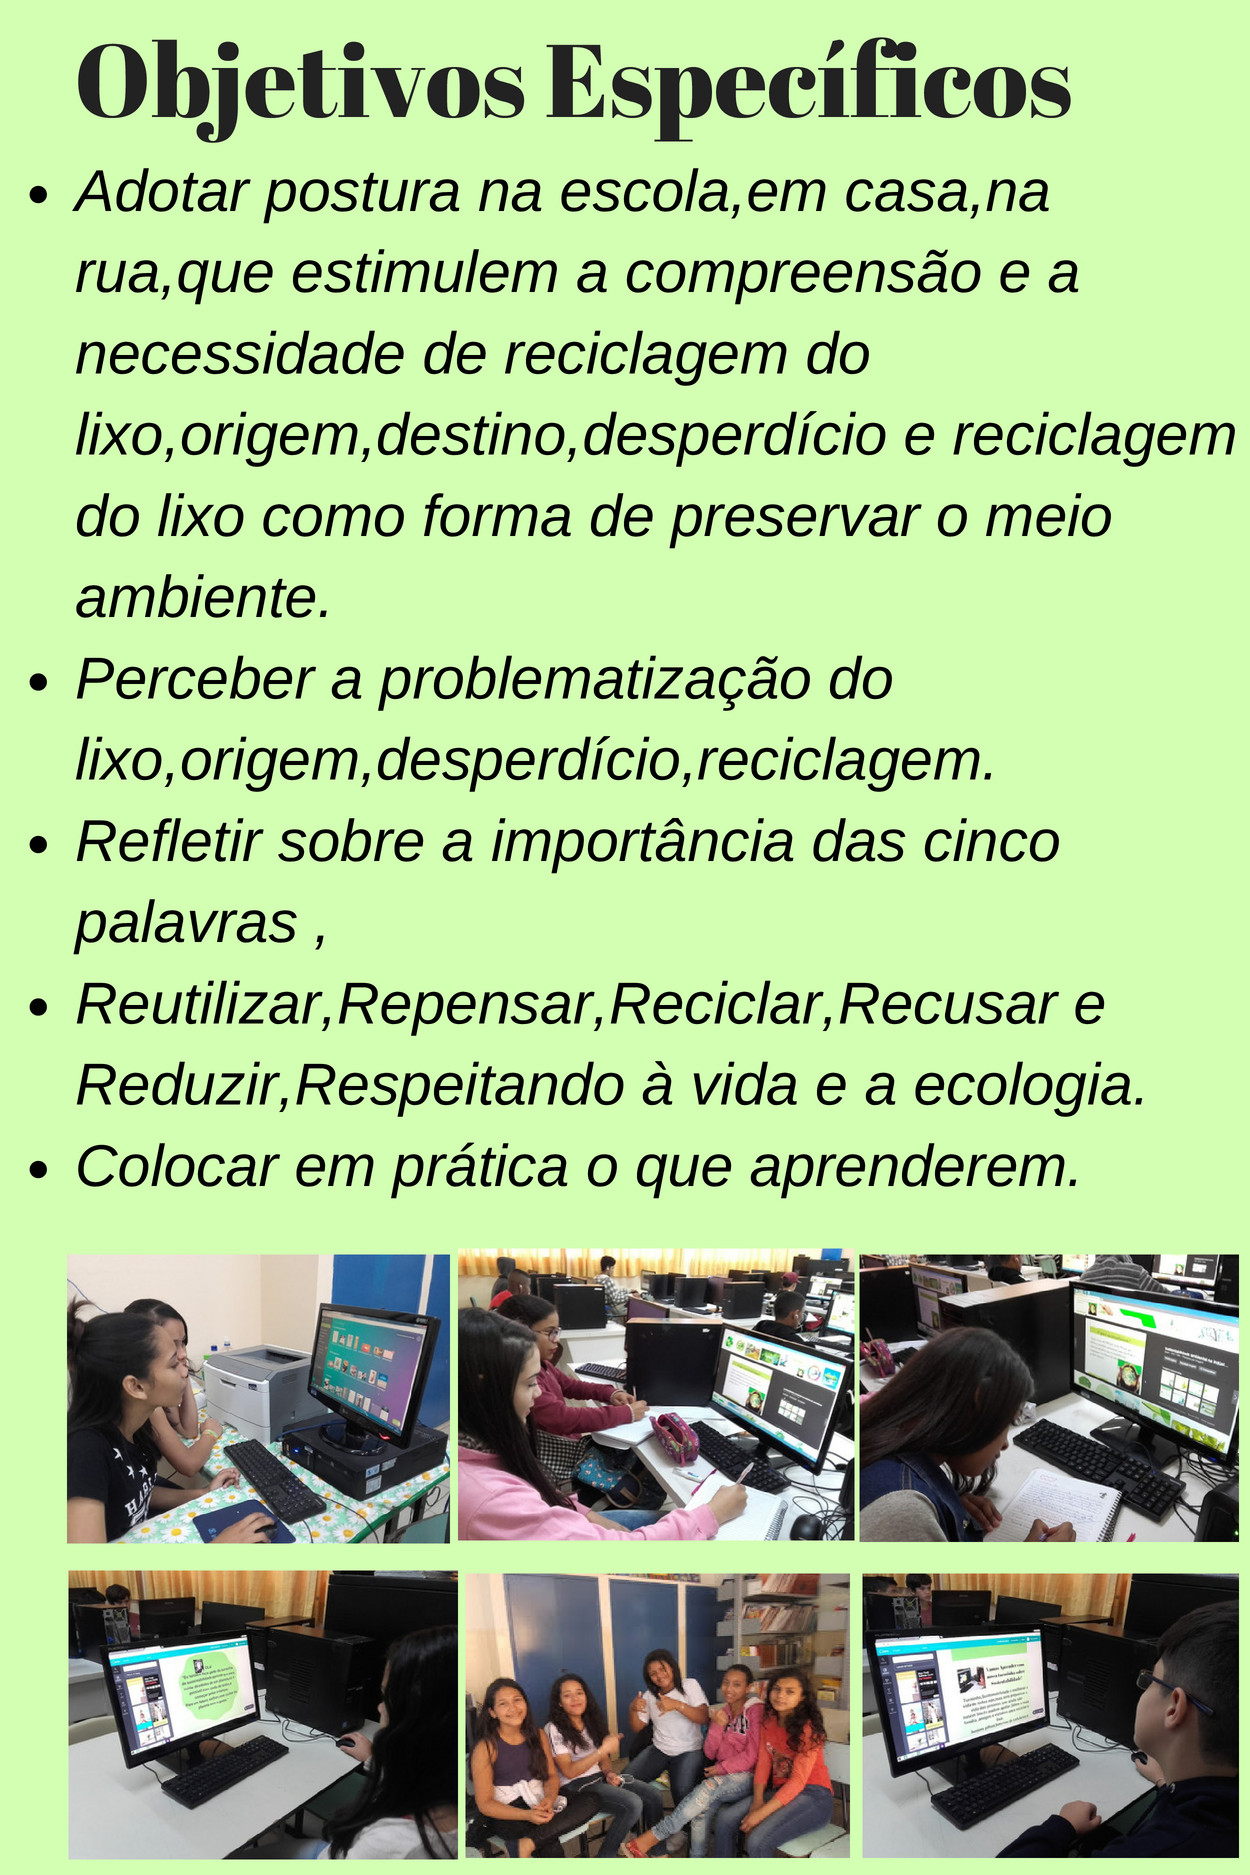 Objetivos Específicos
Adotar postura na escola,em casa,na
rua,que estimulem a compreensão e a
necessidade de reciclagem do
lixo,origem,destino,desperdício e reciclagem
do lixo como forma de preservar o meio
ambiente.
Perceber a problematização do
lixo,origem,desperdício,reciclagem.
Refletir sobre a importância das cinco
palavras ,
Reutilizar,Repensar,Reciclar,Recusar e
Reduzir,Respeitando à vida e a ecologia.
Colocar em prática o que aprenderem.